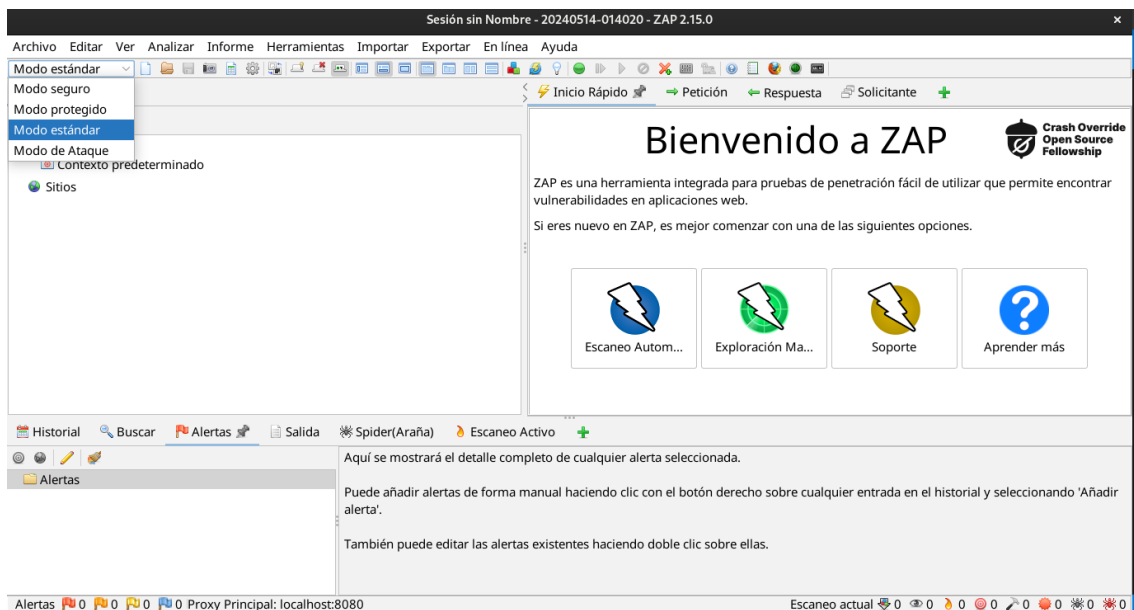 Sesión sin Nombre - 20240514-014020 - ZAP 2.15.0
Archivo Editar Ver Analizar Informe Herramientas Importar Exportar En línea Ayuda
Modo estándar
Modo seguro
Modo protegido
Modo estándar
Modo de Ataque
Contexto predeterminado
Sitios
Inicio Rápido Petición Respuesta Solicitante
Bienvenido a ZAP
Crash Override
Open Source
Fellowship
ZAP es una herramienta integrada para pruebas de penetración fácil de utilizar que permite encontrar
vulnerabilidades en aplicaciones web.
Si eres nuevo en ZAP, es mejor comenzar con una de las siguientes opciones.
Escaneo Autom... Exploración Ma... Soporte Aprender más
Historial Buscar Alertas Salida Spider(Araña) Escaneo Activo
Alertas
Aquí se mostrará el detalle completo de cualquier alerta seleccionada.
Puede añadir alertas de forma manual haciendo clic con el botón derecho sobre cualquier entrada en el historial y seleccionando 'Añadir
alerta'.
También puede editar las alertas existentes haciendo doble clic sobre ellas.
Alertas 0 0 0 0 Proxy Principal: localhost:8080 Escaneo actual 0 0 0 0 0 0 0 0